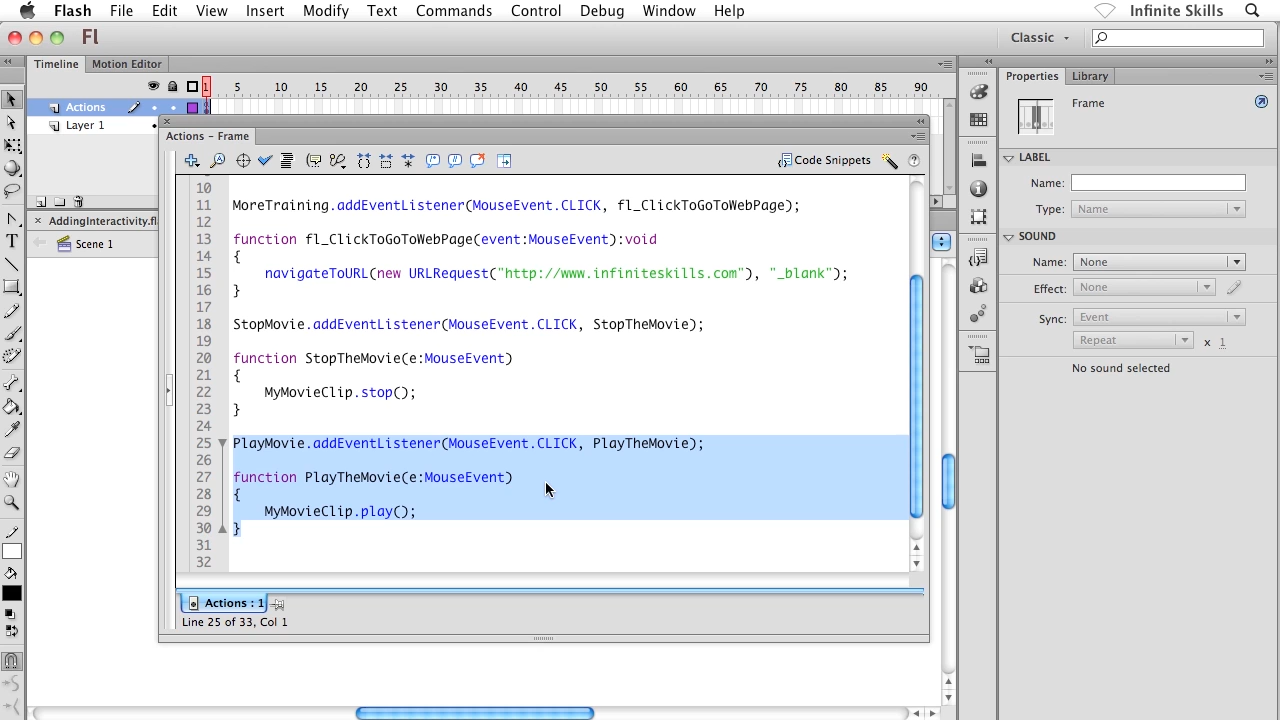 Flash File Edit View Insert Modify Text Commands Control Debug Window Help Infinite Skills
Fl Classic
Timeline Motion Editor
1 5 10 15 20 25 30 35 40 45 50 55 60 65 70 75 80 85 90
Actions
Layer 1
AddingInteractivity.fla
Scene 1
Actions - Frame
Code Snippets
10
11 MoreTraining.addEventListener(MouseEvent.CLICK, fl_ClickToGoToWebPage);
12
13 function fl_ClickToGoToWebPage(event:MouseEvent):void
14 {
15 navigateToURL(new URLRequest("http://www.infiniteskills.com"), "_blank");
16 }
17
18 StopMovie.addEventListener(MouseEvent.CLICK, StopTheMovie);
19
20 function StopTheMovie(e:MouseEvent)
21 {
22 MyMovieClip.stop();
23 }
24
25 PlayMovie.addEventListener(MouseEvent.CLICK, PlayTheMovie);
26
27 function PlayTheMovie(e:MouseEvent)
28 {
29 MyMovieClip.play();
30 }
31
32
Actions : 1
Line 25 of 33, Col 1
Properties Library
Frame
LABEL
Name:
Type: Name
SOUND
Name: None
Effect: None
Sync: Event
Repeat x 1
No sound selected